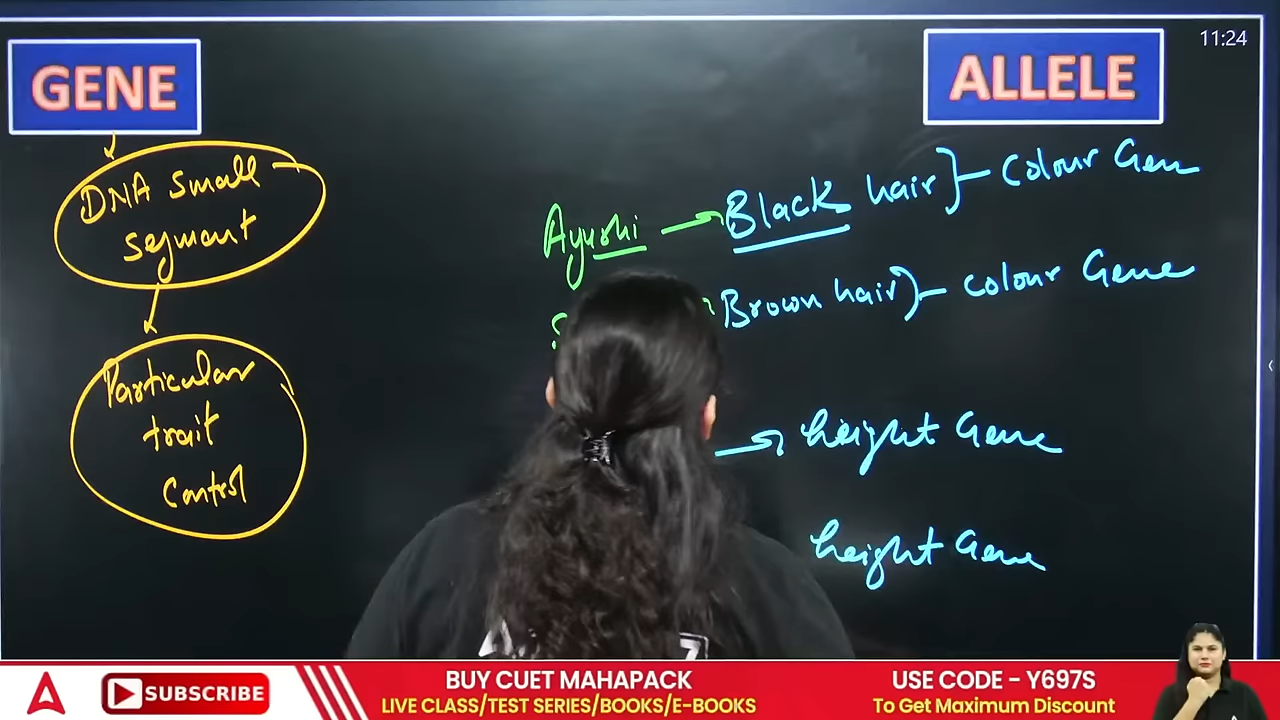 11:24
GENE
ALLELE
DNA small
segment
Particular
trait
Control
Ayushi → Black hair } - Colour Gen
Brown hair } - colour Gene
→ height Gene
height Gene
SUBSCRIBE
BUY CUET MAHAPACK
LIVE CLASS/TEST SERIES/BOOKS/E-BOOKS
USE CODE - Y697S
To Get Maximum Discount